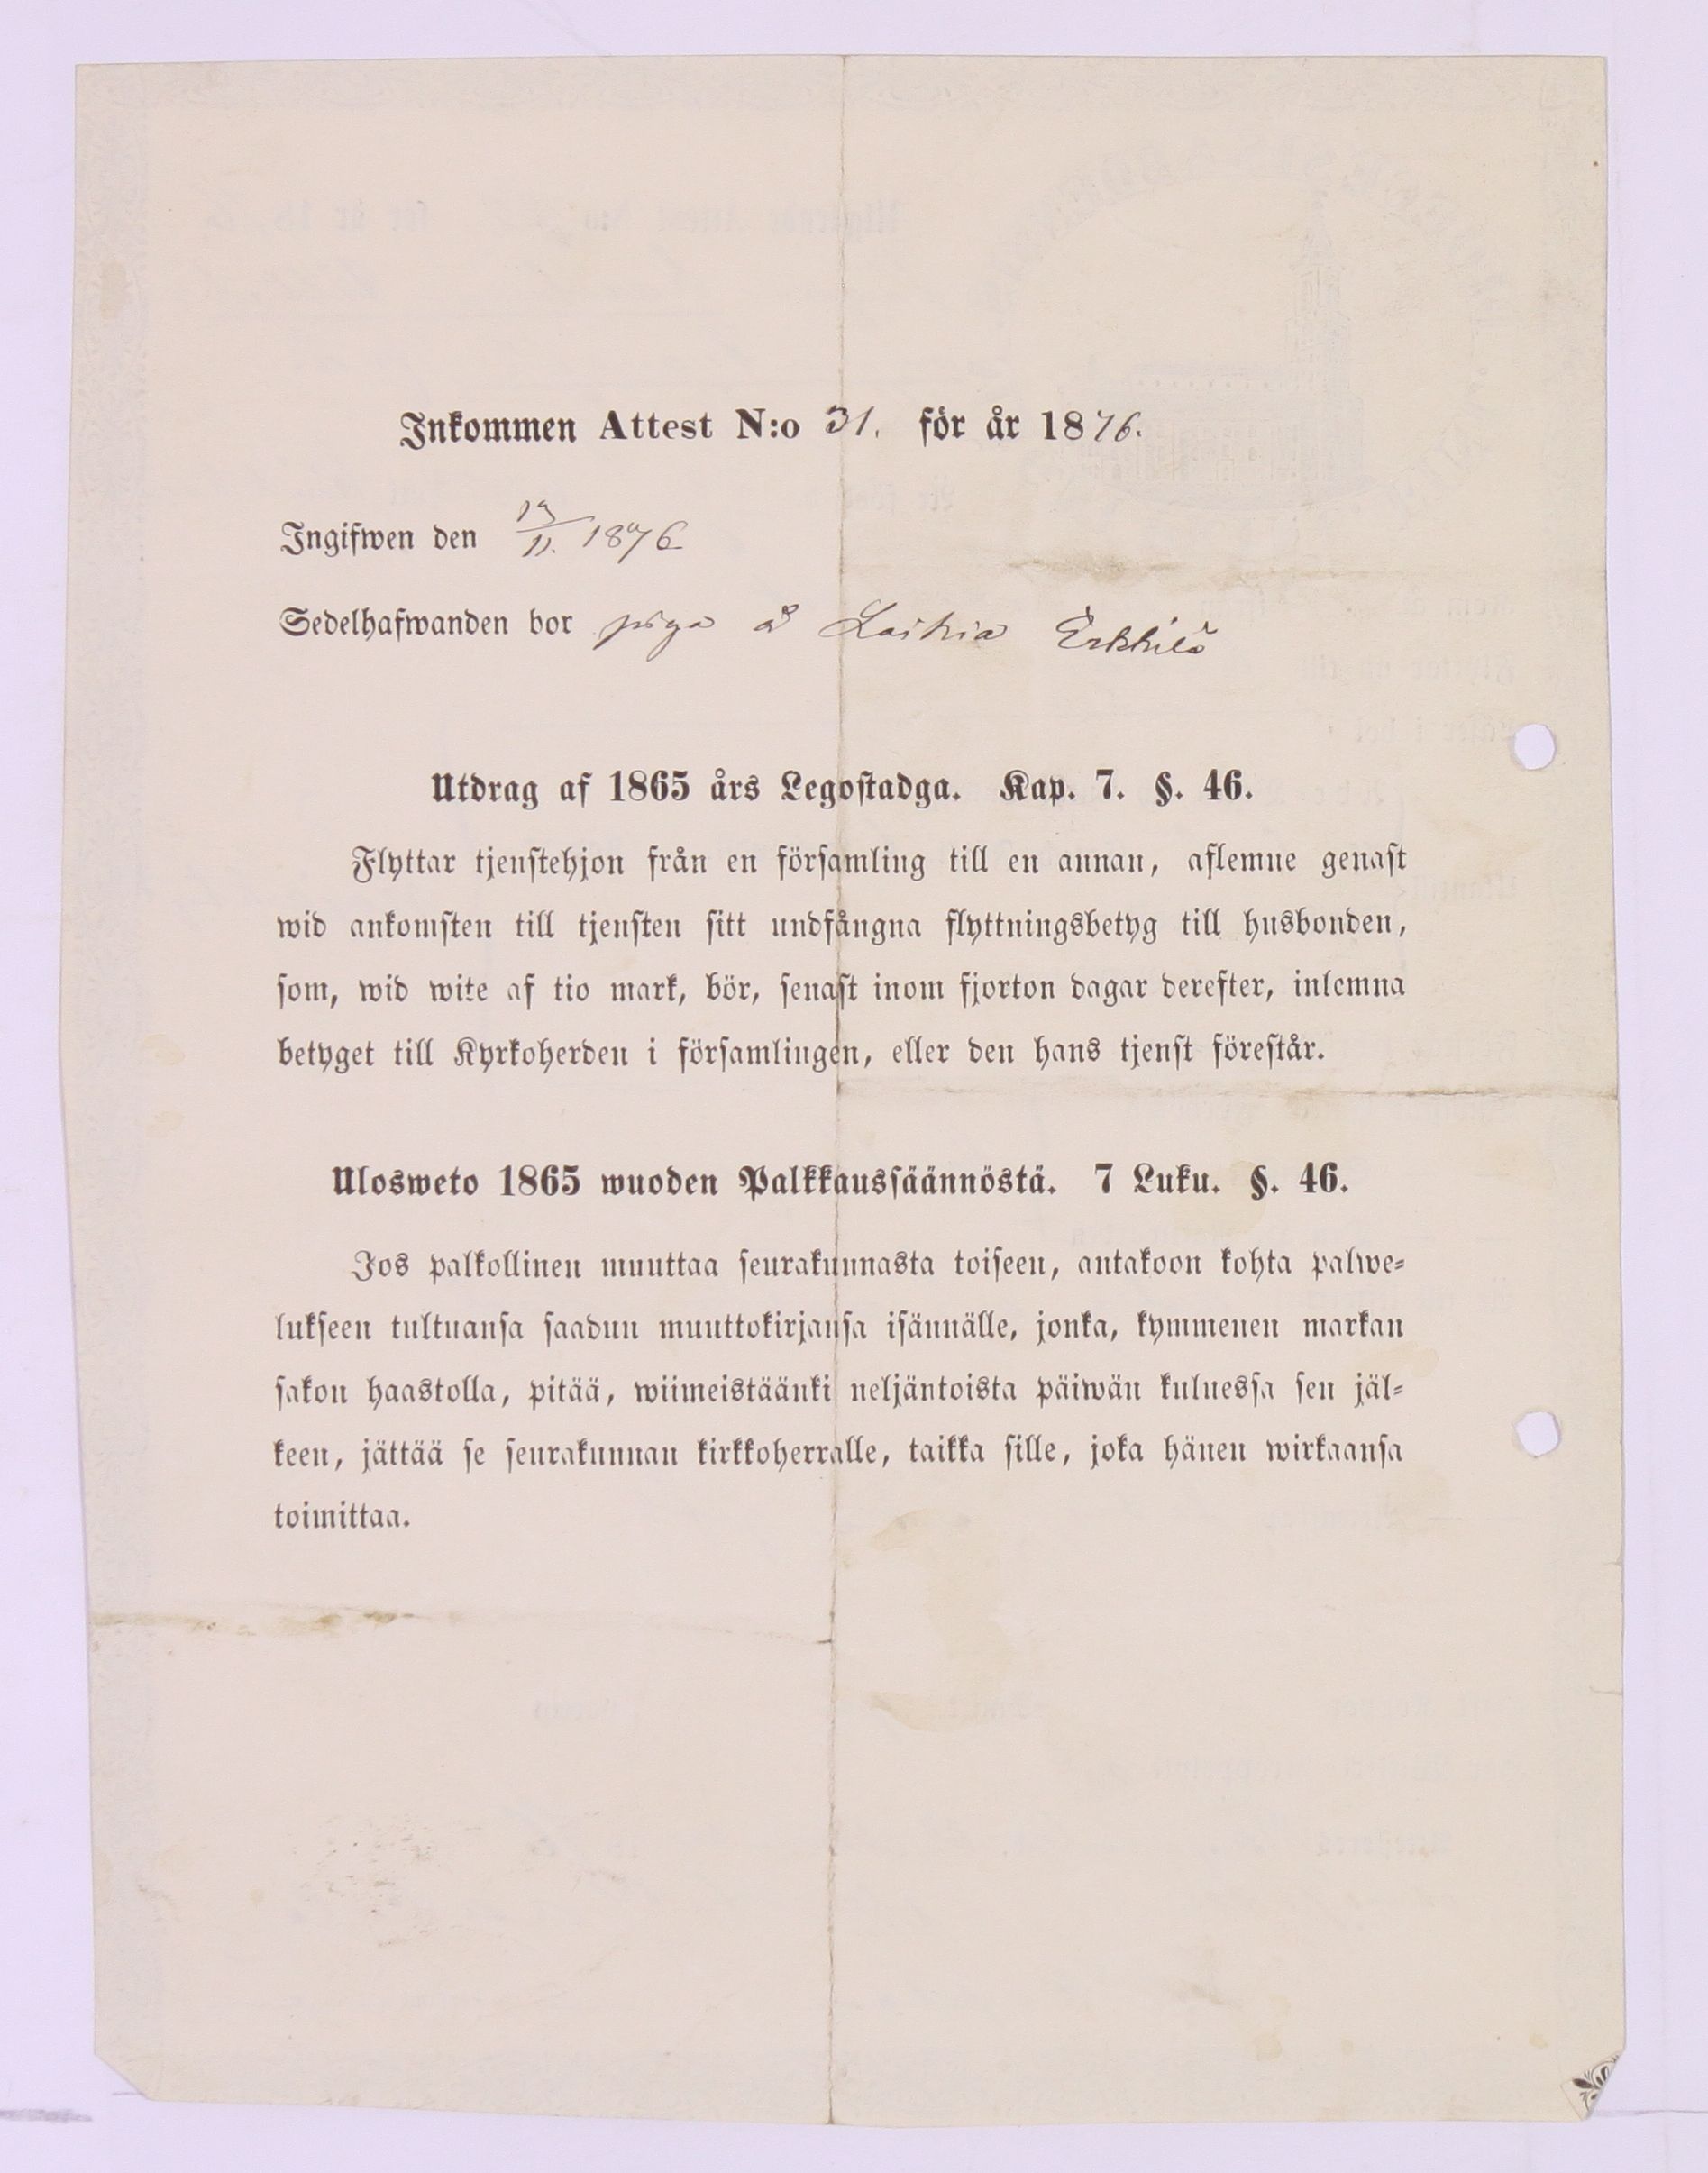 Inkommen Attest N:o 31. för år 1876.
Ingifwen den 17/11. 1876
Sedelhafwanden bor piga å Laihia Erkkilä
Utdrag af 1865 års Legostadga. Kap. 7. §. 46.
Flyttar tjenstehjon från en församling till en annan, aflemne genast
wid ankomsten till tjensten sitt undfångna flyttningsbetyg till husbonden,
som, wid wite af tio mark, bör, senast inom fjorton dagar derefter, inlemna
betyget till Kyrkoherden i församlingen, eller den hans tjenst förestår.
Ulosweto 1865 wuoden Palkkaussäännöstä. 7 Luku. §. 46.
Jos palkollinen muuttaa seurakunnasta toiseen, antakoon kohta palwe-
lukseen tultuansa saadun muuttokirjansa isännälle, jonka, kymmenen markan
sakon haastolla, pitää, wiimeistäänki neljäntoista päiwän kuluessa sen jäl-
keen, jättää se seurakunnan kirkkoherralle, taikka sille, joka hänen wirkaansa
toimittaa.